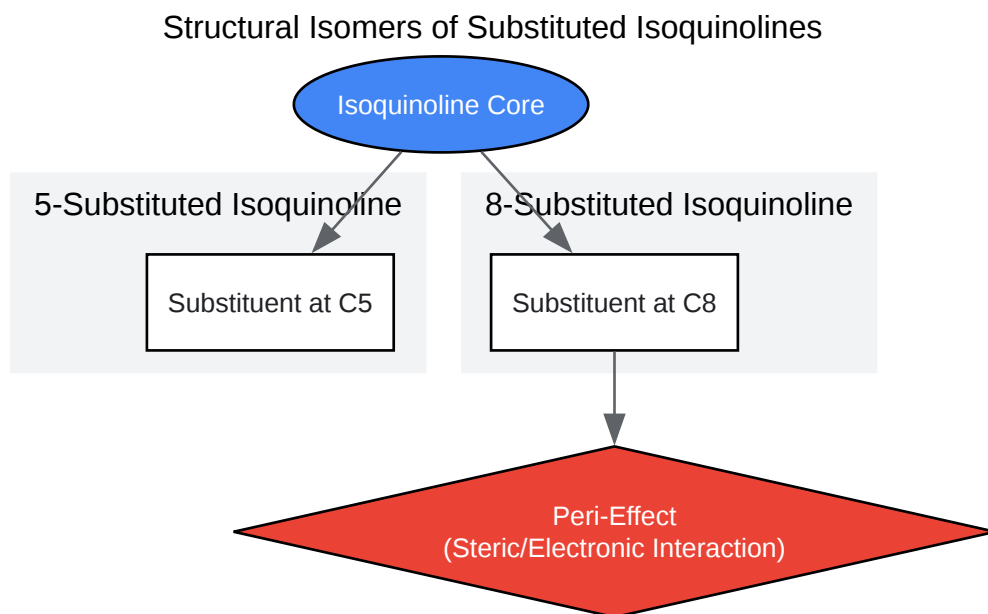 Structural Isomers of Substituted Isoquinolines
Isoquinoline Core
5-Substituted Isoquinoline
8-Substituted Isoquinoline
Substituent at C5
Substituent at C8
Peri-Effect
(Steric/Electronic Interaction)